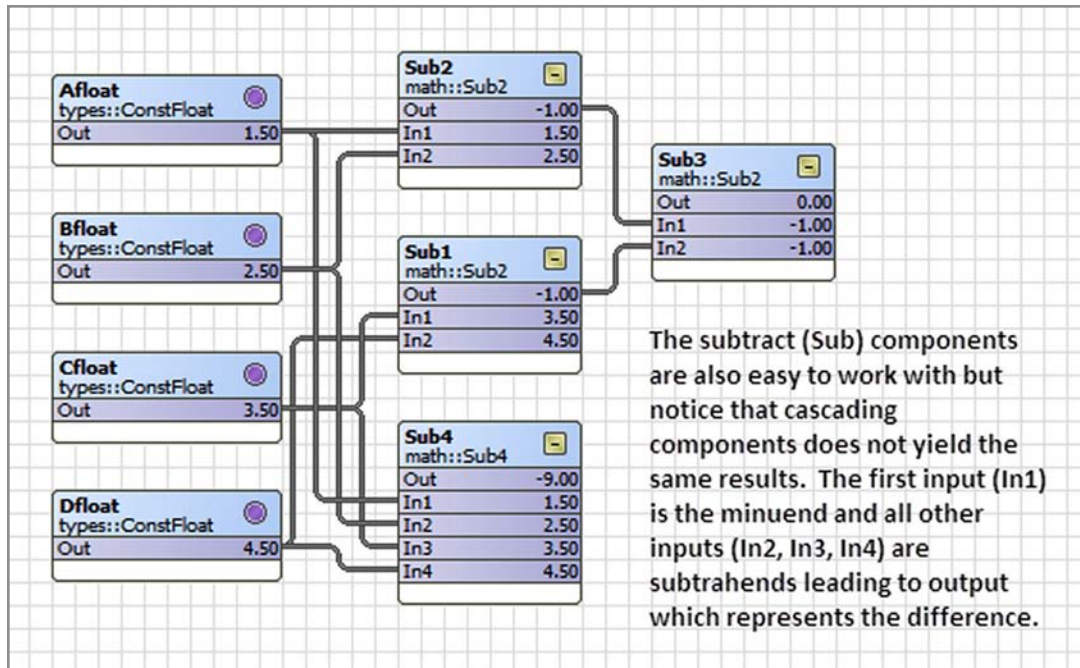 Afloat
types::ConstFloat
Out 1.50
Bfloat
types::ConstFloat
Out 2.50
Cfloat
types::ConstFloat
Out 3.50
Dfloat
types::ConstFloat
Out 4.50
Sub2
math::Sub2
Out -1.00
In1 1.50
In2 2.50
Sub1
math::Sub2
Out -1.00
In1 3.50
In2 4.50
Sub4
math::Sub4
Out -9.00
In1 1.50
In2 2.50
In3 3.50
In4 4.50
Sub3
math::Sub2
Out 0.00
In1 -1.00
In2 -1.00
The subtract (Sub) components
are also easy to work with but
notice that cascading
components does not yield the
same results. The first input (In1)
is the minuend and all other
inputs (In2, In3, In4) are
subtrahends leading to output
which represents the difference.